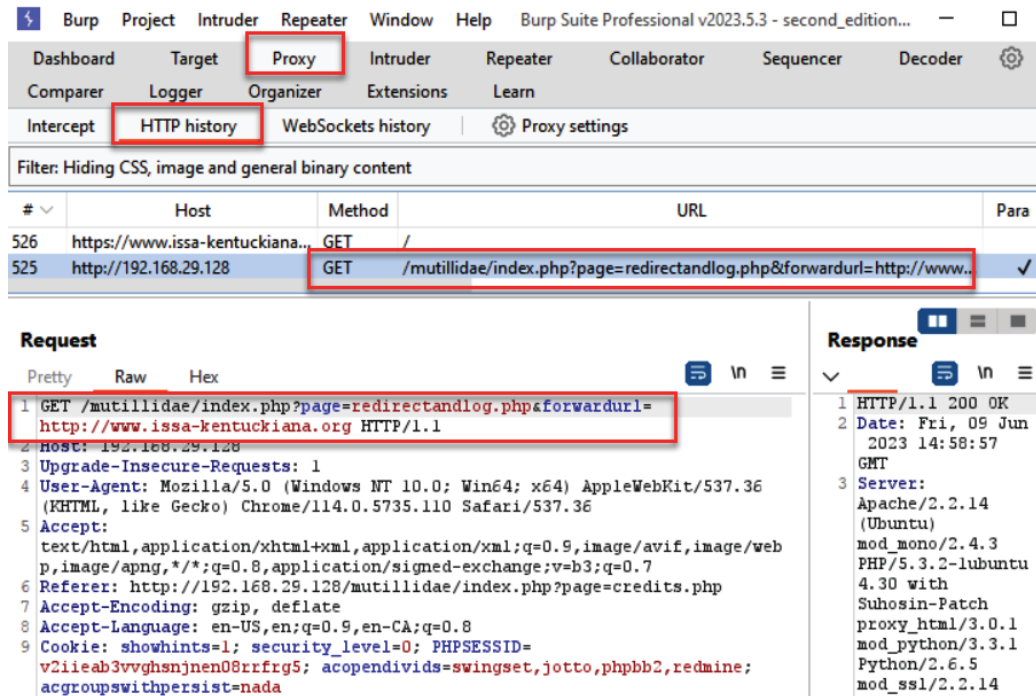 Burp Project Intruder Repeater Window Help Burp Suite Professional v2023.5.3 - second_edition...
Dashboard Target Proxy Intruder Repeater Collaborator Sequencer Decoder
Comparer Logger Organizer Extensions Learn
Intercept HTTP history WebSockets history Proxy settings
Filter: Hiding CSS, image and general binary content
# Host Method URL Para
526 https://www.issa-kentuckiana... GET /
525 http://192.168.29.128 GET /mutillidae/index.php?page=redirectandlog.php&forwardurl=http://www.. ✓
Request
Pretty Raw Hex \n
1 GET /mutillidae/index.php?page=redirectandlog.php&forwardurl=
http://www.issa-kentuckiana.org HTTP/1.1
2 Host: 192.168.29.128
3 Upgrade-Insecure-Requests: 1
4 User-Agent: Mozilla/5.0 (Windows NT 10.0; Win64; x64) AppleWebKit/537.36
(KHTML, like Gecko) Chrome/114.0.5735.110 Safari/537.36
5 Accept:
text/html,application/xhtml+xml,application/xml;q=0.9,image/avif,image/web
p,image/apng,*/*;q=0.8,application/signed-exchange;v=b3;q=0.7
6 Referer: http://192.168.29.128/mutillidae/index.php?page=credits.php
7 Accept-Encoding: gzip, deflate
8 Accept-Language: en-US,en;q=0.9,en-CA;q=0.8
9 Cookie: showhints=1; security_level=0; PHPSESSID=
v2iieab3vvghsnjnen08rrfrg5; acopendivids=swingset,jotto,phpbb2,redmine;
acgroupswithpersist=nada
Response
\n
1 HTTP/1.1 200 OK
2 Date: Fri, 09 Jun
2023 14:58:57
GMT
3 Server:
Apache/2.2.14
(Ubuntu)
mod_mono/2.4.3
PHP/5.3.2-1ubuntu
4.30 with
Suhosin-Patch
proxy_html/3.0.1
mod_python/3.3.1
Python/2.6.5
mod_ssl/2.2.14